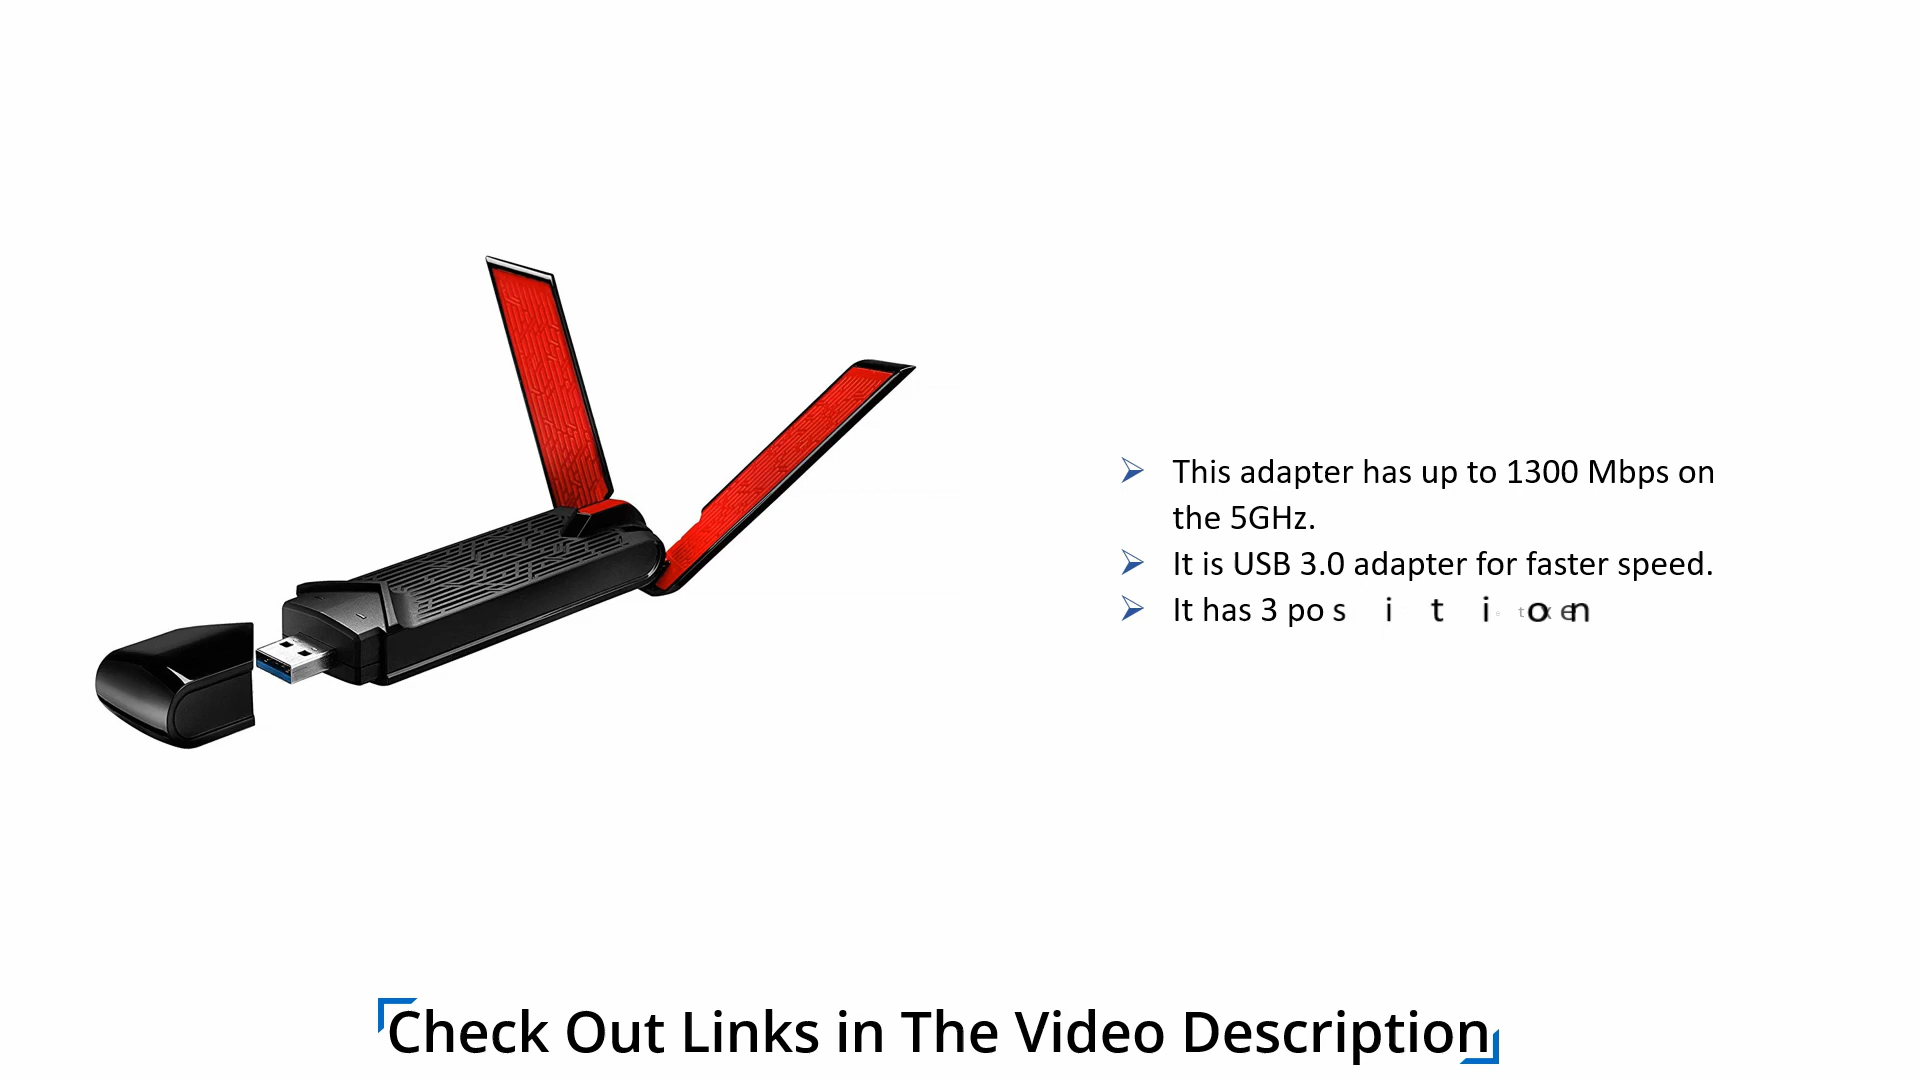 This adapter has up to 1300 Mbps on
the 5GHz.
It is USB 3.0 adapter for faster speed.
It has 3 position
Check Out Links in The Video Description